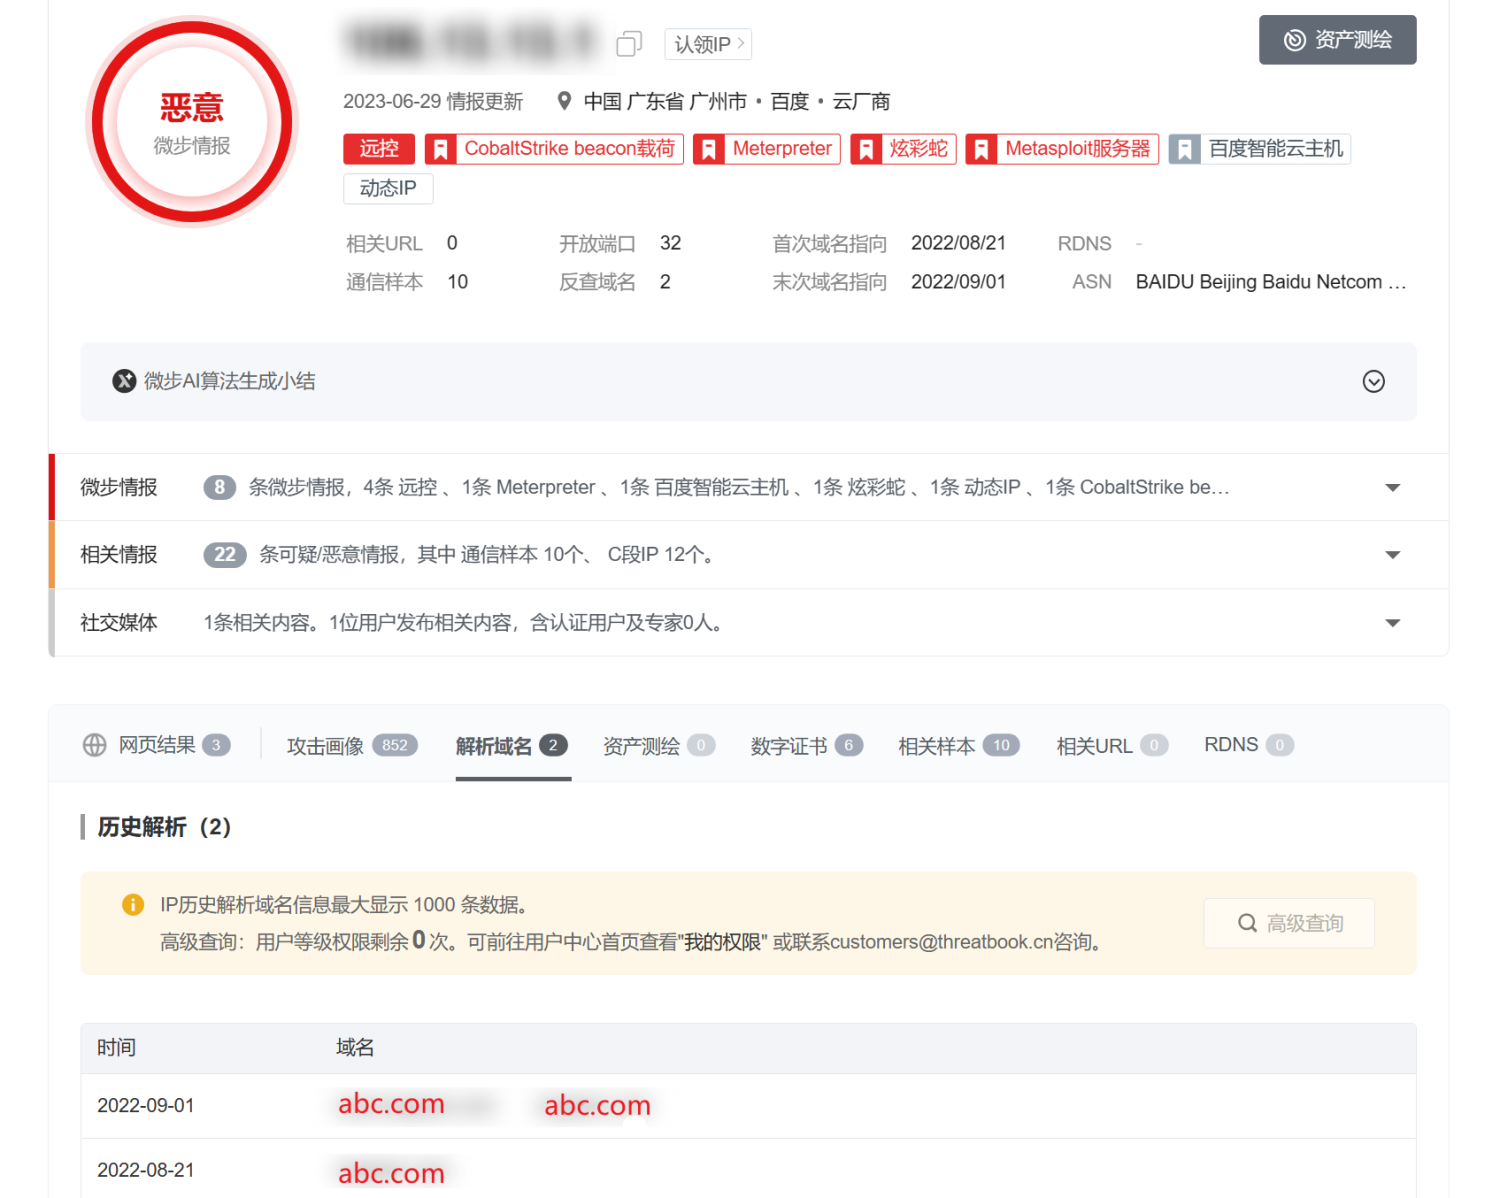 认领IP
资产测绘
恶意
微步情报
2023-06-29 情报更新 中国 广东省 广州市 • 百度 • 云厂商
远控 CobaltStrike beacon载荷 Meterpreter 炫彩蛇 Metasploit服务器 百度智能云主机
动态IP
相关URL 0 开放端口 32 首次域名指向 2022/08/21 RDNS -
通信样本 10 反查域名 2 末次域名指向 2022/09/01 ASN BAIDU Beijing Baidu Netcom ...
微步AI算法生成小结
微步情报 8 条微步情报，4条 远控 、1条 Meterpreter 、1条 百度智能云主机 、1条 炫彩蛇 、1条 动态IP 、1条 CobaltStrike be...
相关情报 22 条可疑/恶意情报，其中 通信样本 10个、 C段IP 12个。
社交媒体 1条相关内容。1位用户发布相关内容，含认证用户及专家0人。
网页结果 3 攻击画像 852 解析域名 2 资产测绘 0 数字证书 6 相关样本 10 相关URL 0 RDNS 0
历史解析（2）
IP历史解析域名信息最大显示 1000 条数据。
高级查询：用户等级权限剩余0次。可前往用户中心首页查看"我的权限" 或联系customers@threatbook.cn咨询。
高级查询
时间 域名
2022-09-01 abc.com abc.com
2022-08-21 abc.com